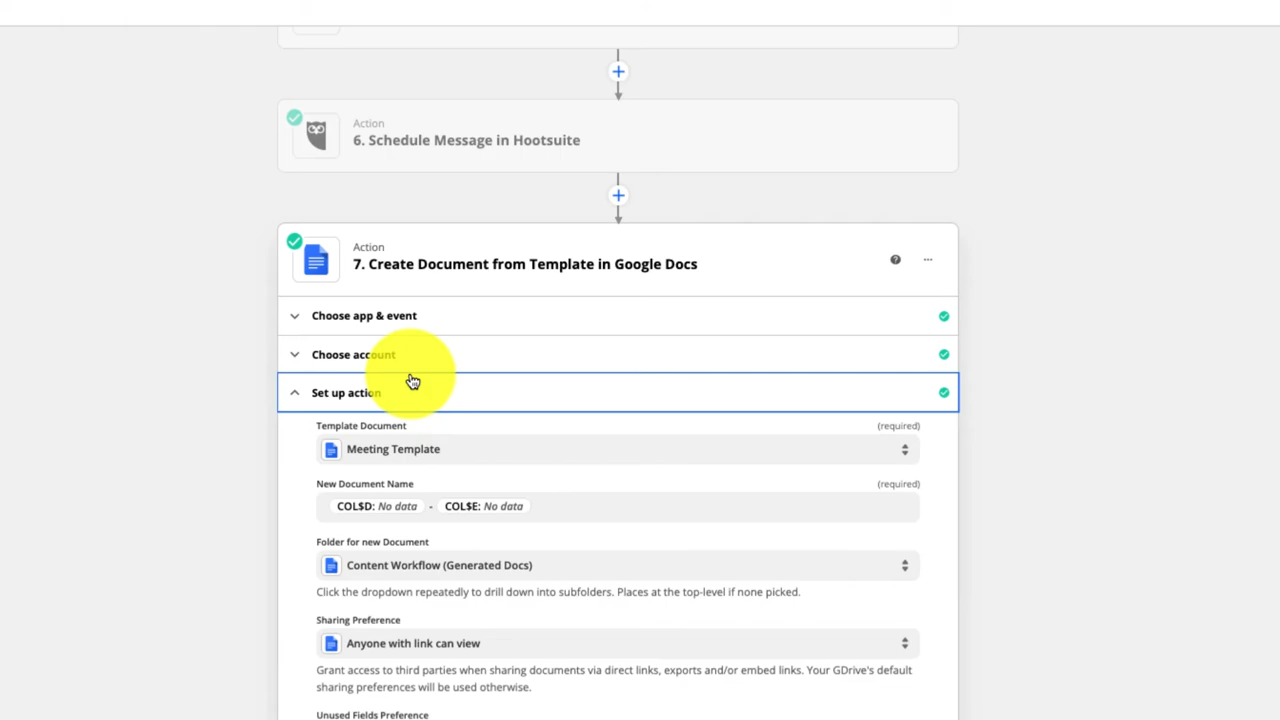 Action
6. Schedule Message in Hootsuite
Action
7. Create Document from Template in Google Docs
Choose app & event
Choose account
Set up action
Template Document (required)
Meeting Template
New Document Name (required)
COL$D: No data - COL$E: No data
Folder for new Document
Content Workflow (Generated Docs)
Click the dropdown repeatedly to drill down into subfolders. Places at the top-level if none picked.
Sharing Preference
Anyone with link can view
Grant access to third parties when sharing documents via direct links, exports and/or embed links. Your GDrive's default
sharing preferences will be used otherwise.
Unused Fields Preference